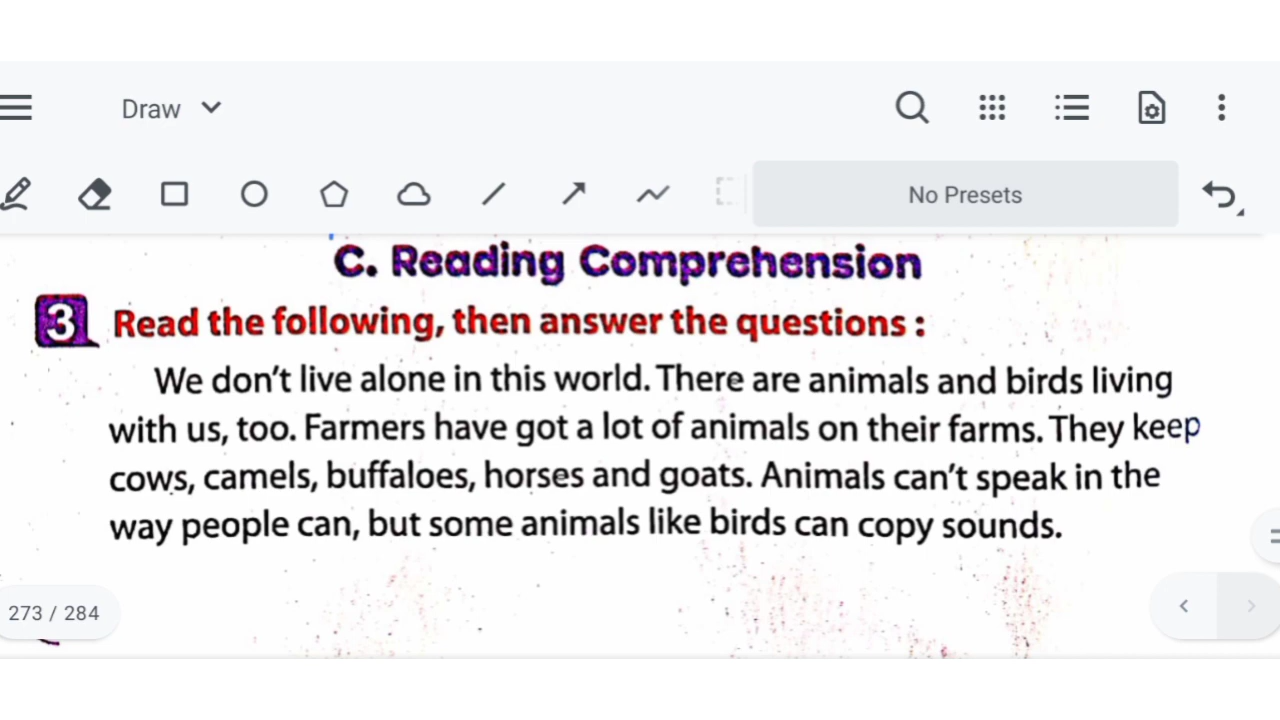 Draw
No Presets
C. Reading Comprehension
3 Read the following, then answer the questions :
We don't live alone in this world. There are animals and birds living
with us, too. Farmers have got a lot of animals on their farms. They keep
cows, camels, buffaloes, horses and goats. Animals can't speak in the
way people can, but some animals like birds can copy sounds.
273 / 284